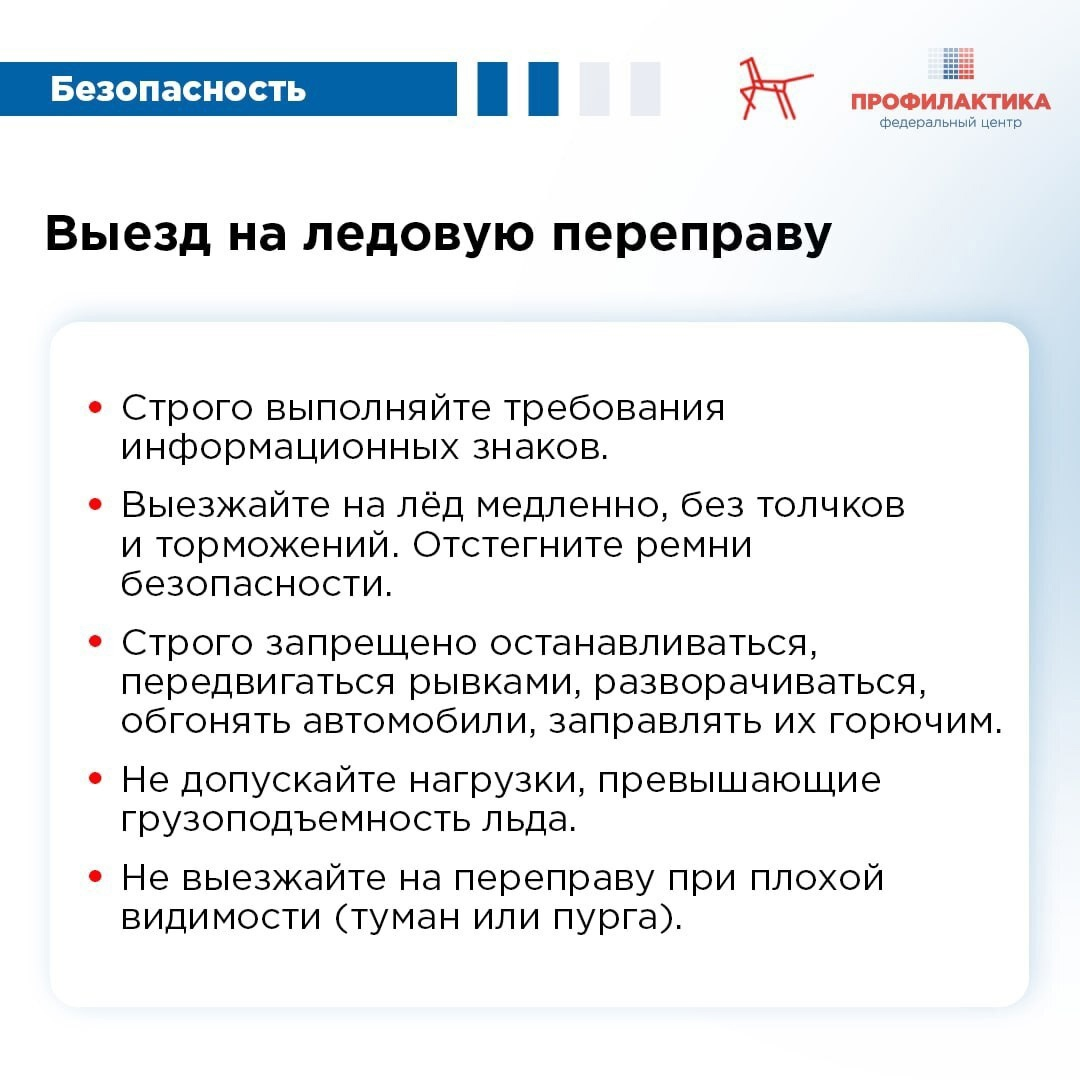 Безопасность
ПРОФИЛАКТИКА
федеральный центр
Выезд на ледовую переправу
• Строго выполняйте требования
информационных знаков.
• Выезжайте на лёд медленно, без толчков
и торможений. Отстегните ремни
безопасности.
• Строго запрещено останавливаться,
передвигаться рывками, разворачиваться,
обгонять автомобили, заправлять их горючим.
• Не допускайте нагрузки, превышающие
грузоподъемность льда.
• Не выезжайте на переправу при плохой
видимости (туман или пурга).